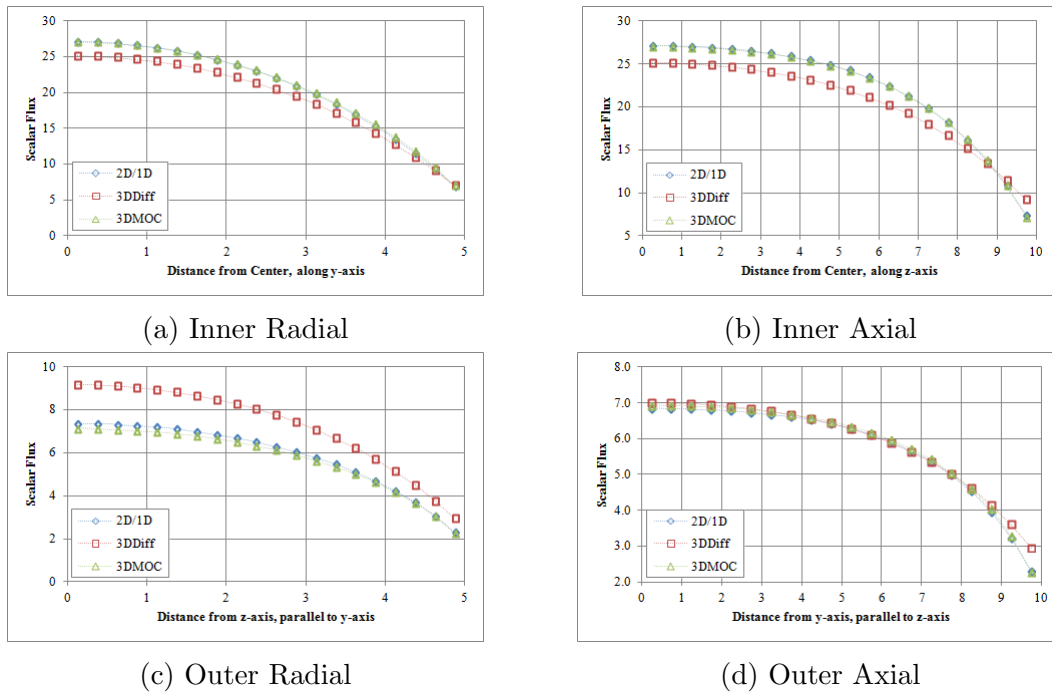 30
25
20
15
10
5
0
Scalar Flux
2D/1D
3DDiff
3DMOC
0 1 2 3 4 5
Distance from Center, along y-axis
(a) Inner Radial
30
25
20
15
10
5
Scalar Flux
2D/1D
3DDiff
3DMOC
0 1 2 3 4 5 6 7 8 9 10
Distance from Center, along z-axis
(b) Inner Axial
10
8
6
4
2
0
Scalar Flux
2D/1D
3DDiff
3DMOC
0 1 2 3 4 5
Distance from z-axis, parallel to y-axis
(c) Outer Radial
8.0
7.0
6.0
5.0
4.0
3.0
2.0
Scalar Flux
2D/1D
3DDiff
3DMOC
0 1 2 3 4 5 6 7 8 9 10
Distance from y-axis, parallel to z-axis
(d) Outer Axial